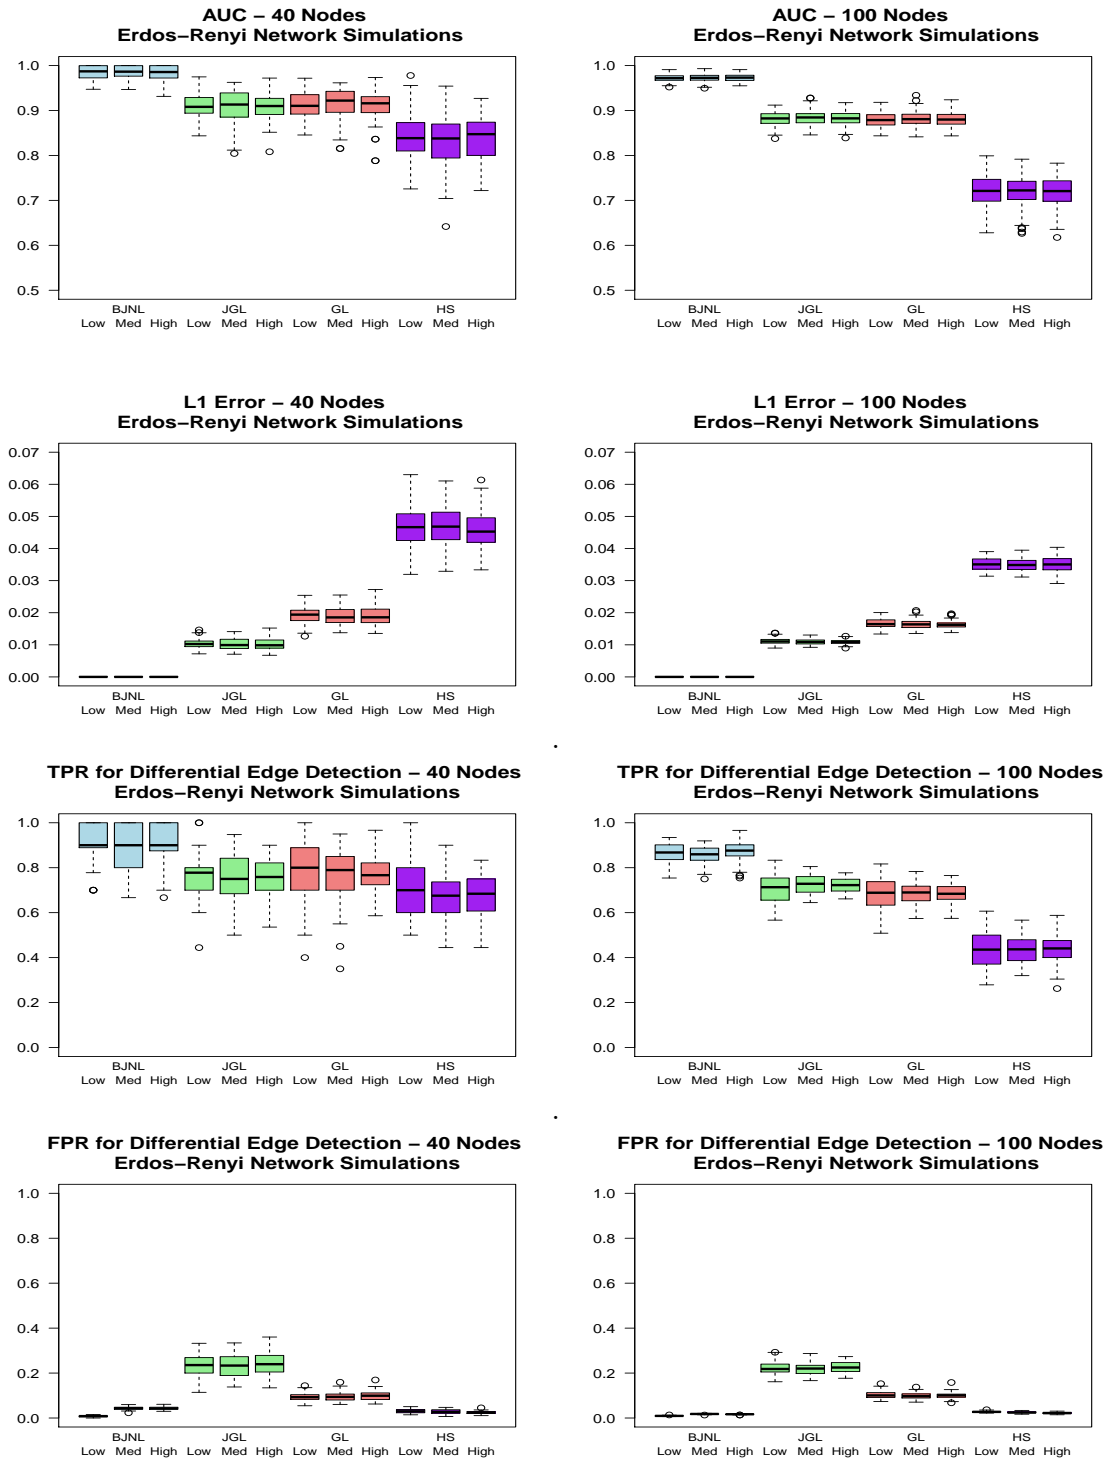 AUC – 40 Nodes
Erdos–Renyi Network Simulations
1.0
0.9
0.8
0.7
0.6
0.5
BJNL JGL GL HS
Low Med High Low Med High Low Med High Low Med High
AUC – 100 Nodes
Erdos–Renyi Network Simulations
1.0
0.9
0.8
0.7
0.6
0.5
BJNL JGL GL HS
Low Med High Low Med High Low Med High Low Med High
L1 Error – 40 Nodes
Erdos–Renyi Network Simulations
0.07
0.06
0.05
0.04
0.03
0.02
0.01
0.00
BJNL JGL GL HS
Low Med High Low Med High Low Med High Low Med High
L1 Error – 100 Nodes
Erdos–Renyi Network Simulations
0.07
0.06
0.05
0.04
0.03
0.02
0.01
0.00
BJNL JGL GL HS
Low Med High Low Med High Low Med High Low Med High
.
TPR for Differential Edge Detection – 40 Nodes
Erdos–Renyi Network Simulations
1.0
0.8
0.6
0.4
0.2
0.0
BJNL JGL GL HS
Low Med High Low Med High Low Med High Low Med High
TPR for Differential Edge Detection – 100 Nodes
Erdos–Renyi Network Simulations
1.0
0.8
0.6
0.4
0.2
0.0
BJNL JGL GL HS
Low Med High Low Med High Low Med High Low Med High
.
FPR for Differential Edge Detection – 40 Nodes
Erdos–Renyi Network Simulations
1.0
0.8
0.6
0.4
0.2
0.0
BJNL JGL GL HS
Low Med High Low Med High Low Med High Low Med High
FPR for Differential Edge Detection – 100 Nodes
Erdos–Renyi Network Simulations
1.0
0.8
0.6
0.4
0.2
0.0
BJNL JGL GL HS
Low Med High Low Med High Low Med High Low Med High